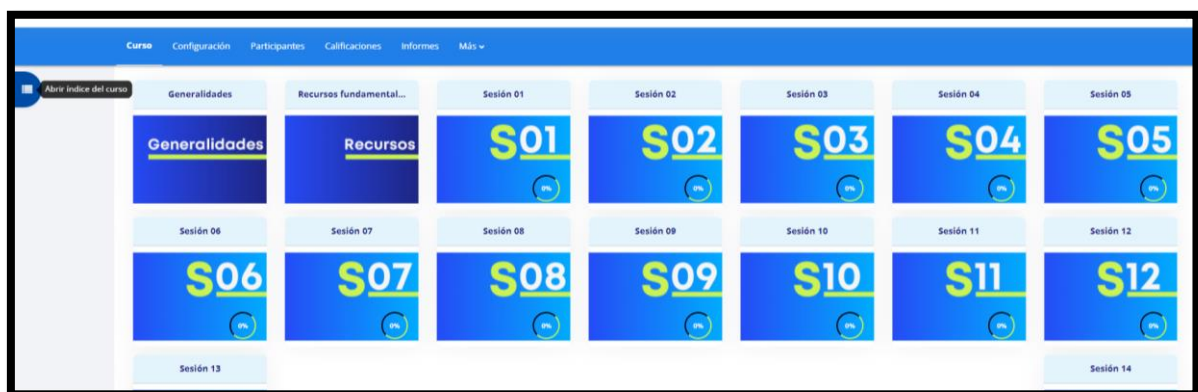 Curso Configuración Participantes Calificaciones Informes Más
Abrir índice del curso
Generalidades Recursos fundamental... Sesión 01 Sesión 02 Sesión 03 Sesión 04 Sesión 05
Generalidades Recursos S01 S02 S03 S04 S05
0% 0% 0% 0% 0%
Sesión 06 Sesión 07 Sesión 08 Sesión 09 Sesión 10 Sesión 11 Sesión 12
S06 S07 S08 S09 S10 S11 S12
0% 0% 0% 0% 0% 0% 0%
Sesión 13 Sesión 14